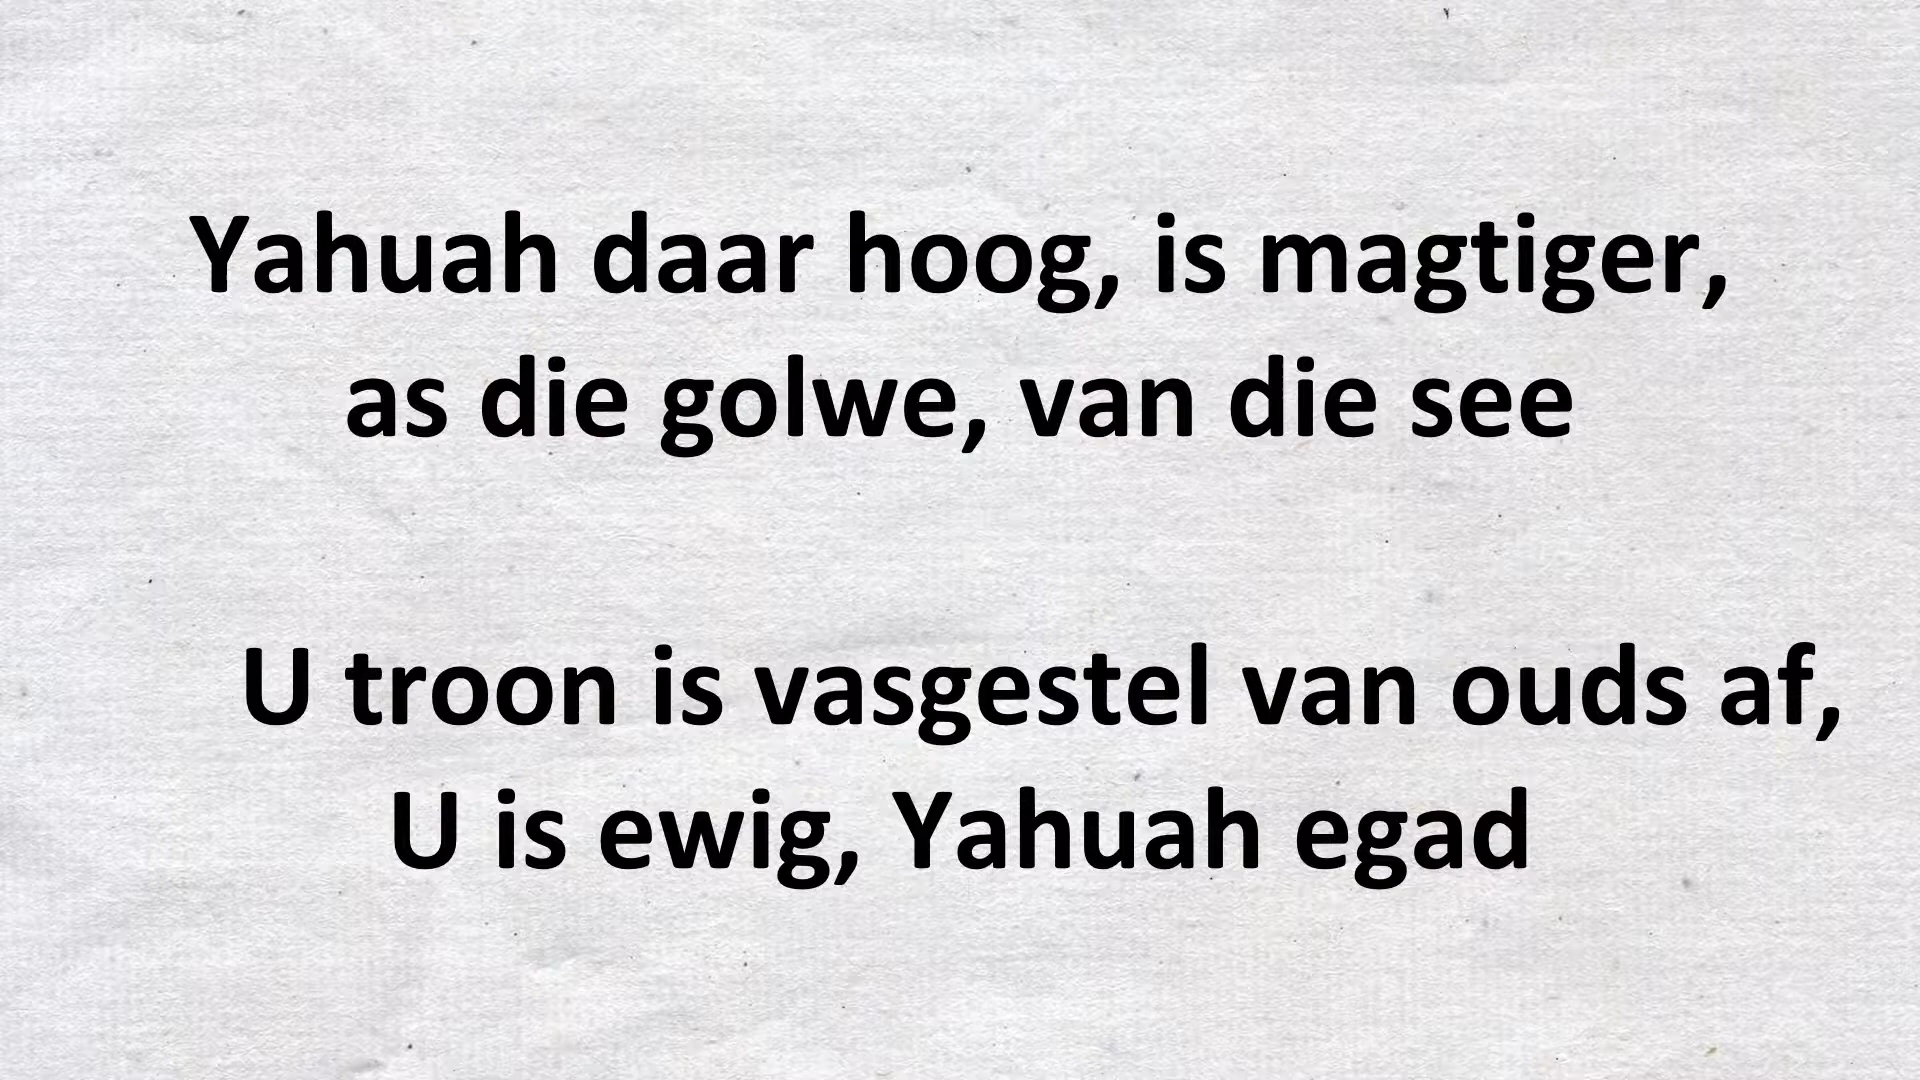 Yahuah daar hoog, is magtiger,
as die golwe, van die see
U troon is vasgestel van ouds af,
U is ewig, Yahuah egad